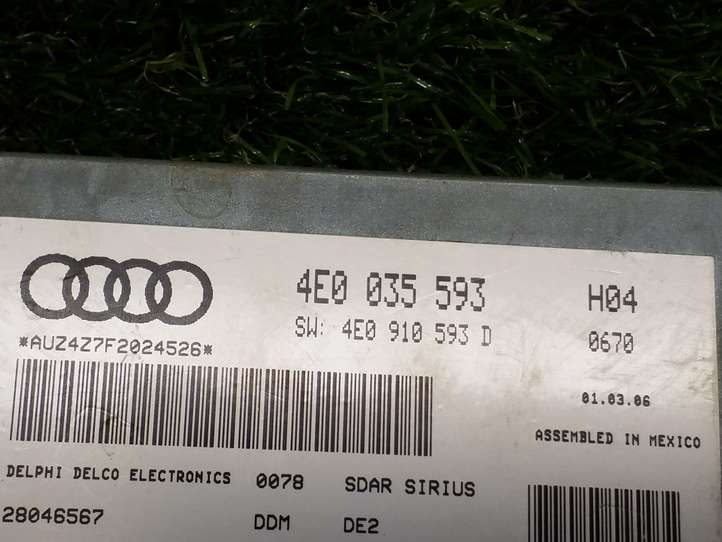 4E0 035 593 H04
SW: 4E0 910 593 D 0670
*AUZ4Z7F2024526*
01.03.06
ASSEMBLED IN MEXICO
DELPHI DELCO ELECTRONICS 0078 SDAR SIRIUS
28046567 DDM DE2